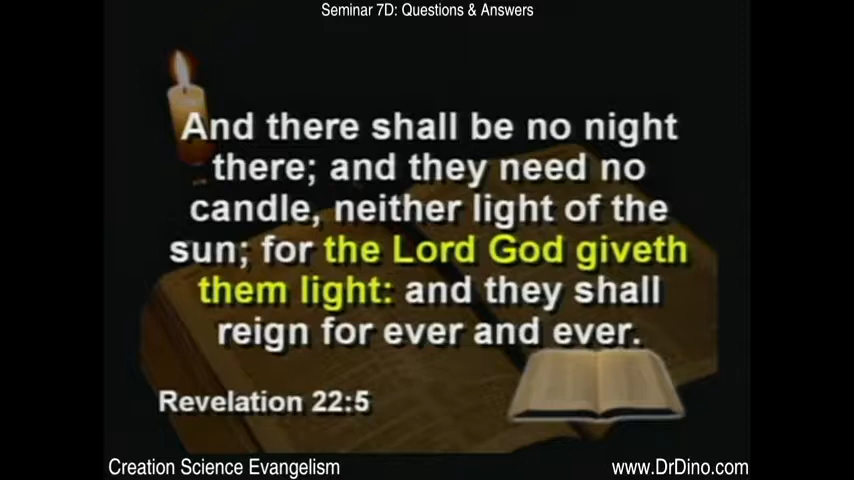 Seminar 7D: Questions & Answers
And there shall be no night
there; and they need no
candle, neither light of the
sun; for the Lord God giveth
them light: and they shall
reign for ever and ever.
Revelation 22:5
Creation Science Evangelism
www.DrDino.com